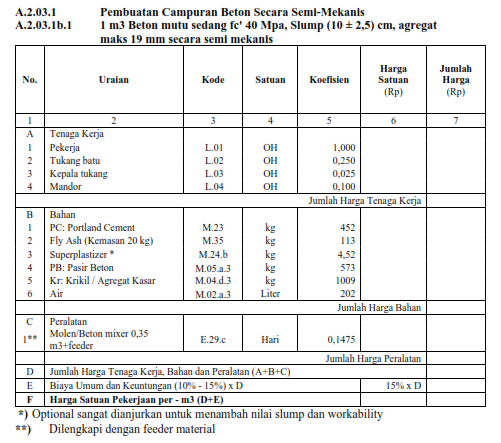 A.2.03.1 Pembuatan Campuran Beton Secara Semi-Mekanis
A.2.03.1b.1 1 m3 Beton mutu sedang fc' 40 Mpa, Slump (10 ± 2,5) cm, agregat
maks 19 mm secara semi mekanis
No. Uraian Kode Satuan Koefisien Harga Satuan (Rp) Jumlah Harga (Rp)
1 2 3 4 5 6 7
A Tenaga Kerja
1 Pekerja L.01 OH 1,000
2 Tukang batu L.02 OH 0,250
3 Kepala tukang L.03 OH 0,025
4 Mandor L.04 OH 0,100
Jumlah Harga Tenaga Kerja
B Bahan
1 PC: Portland Cement M.23 kg 452
2 Fly Ash (Kemasan 20 kg) M.35 kg 113
3 Superplastizer * M.24.b kg 4,52
4 PB: Pasir Beton M.05.a.3 kg 573
5 Kr: Krikil / Agregat Kasar M.04.d.3 kg 1009
6 Air M.02.a.3 Liter 202
Jumlah Harga Bahan
C Peralatan
1** Molen/Beton mixer 0,35 m3+feeder E.29.c Hari 0,1475
Jumlah Harga Peralatan
D Jumlah Harga Tenaga Kerja, Bahan dan Peralatan (A+B+C)
E Biaya Umum dan Keuntungan (10% - 15%) x D 15% x D
F Harga Satuan Pekerjaan per - m3 (D+E)
*) Optional sangat dianjurkan untuk menambah nilai slump dan workability
**) Dilengkapi dengan feeder material